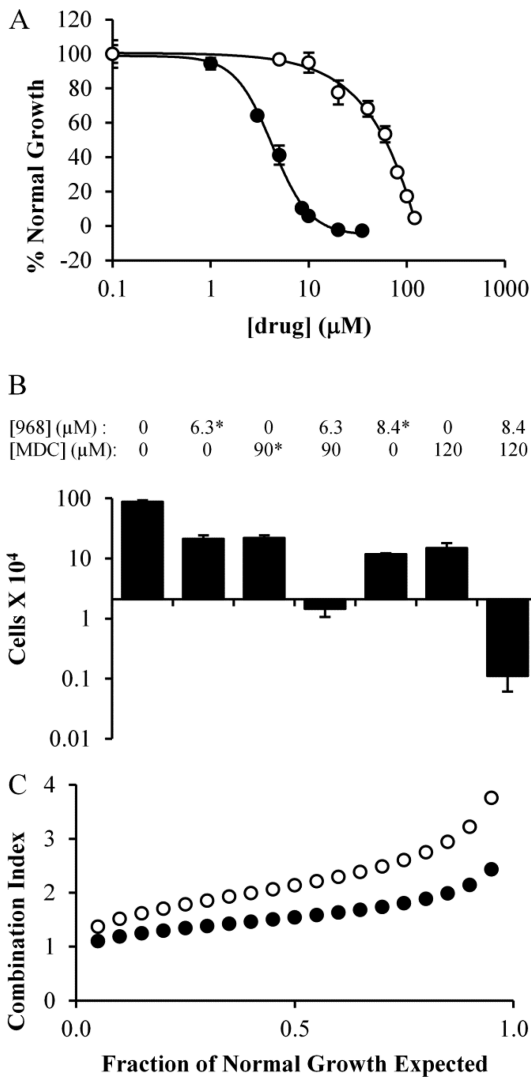 A
120
100
80
60
40
20
0
-20
% Normal Growth
0.1 1 10 100 1000
[drug] (µM)
B
[968] (µM) : 0 6.3* 0 6.3 8.4* 0 8.4
[MDC] (µM): 0 0 90* 90 0 120 120
100
10
1
0.1
0.01
Cells X 10⁴
C
4
3
2
1
0
Combination Index
0.0 0.5 1.0
Fraction of Normal Growth Expected